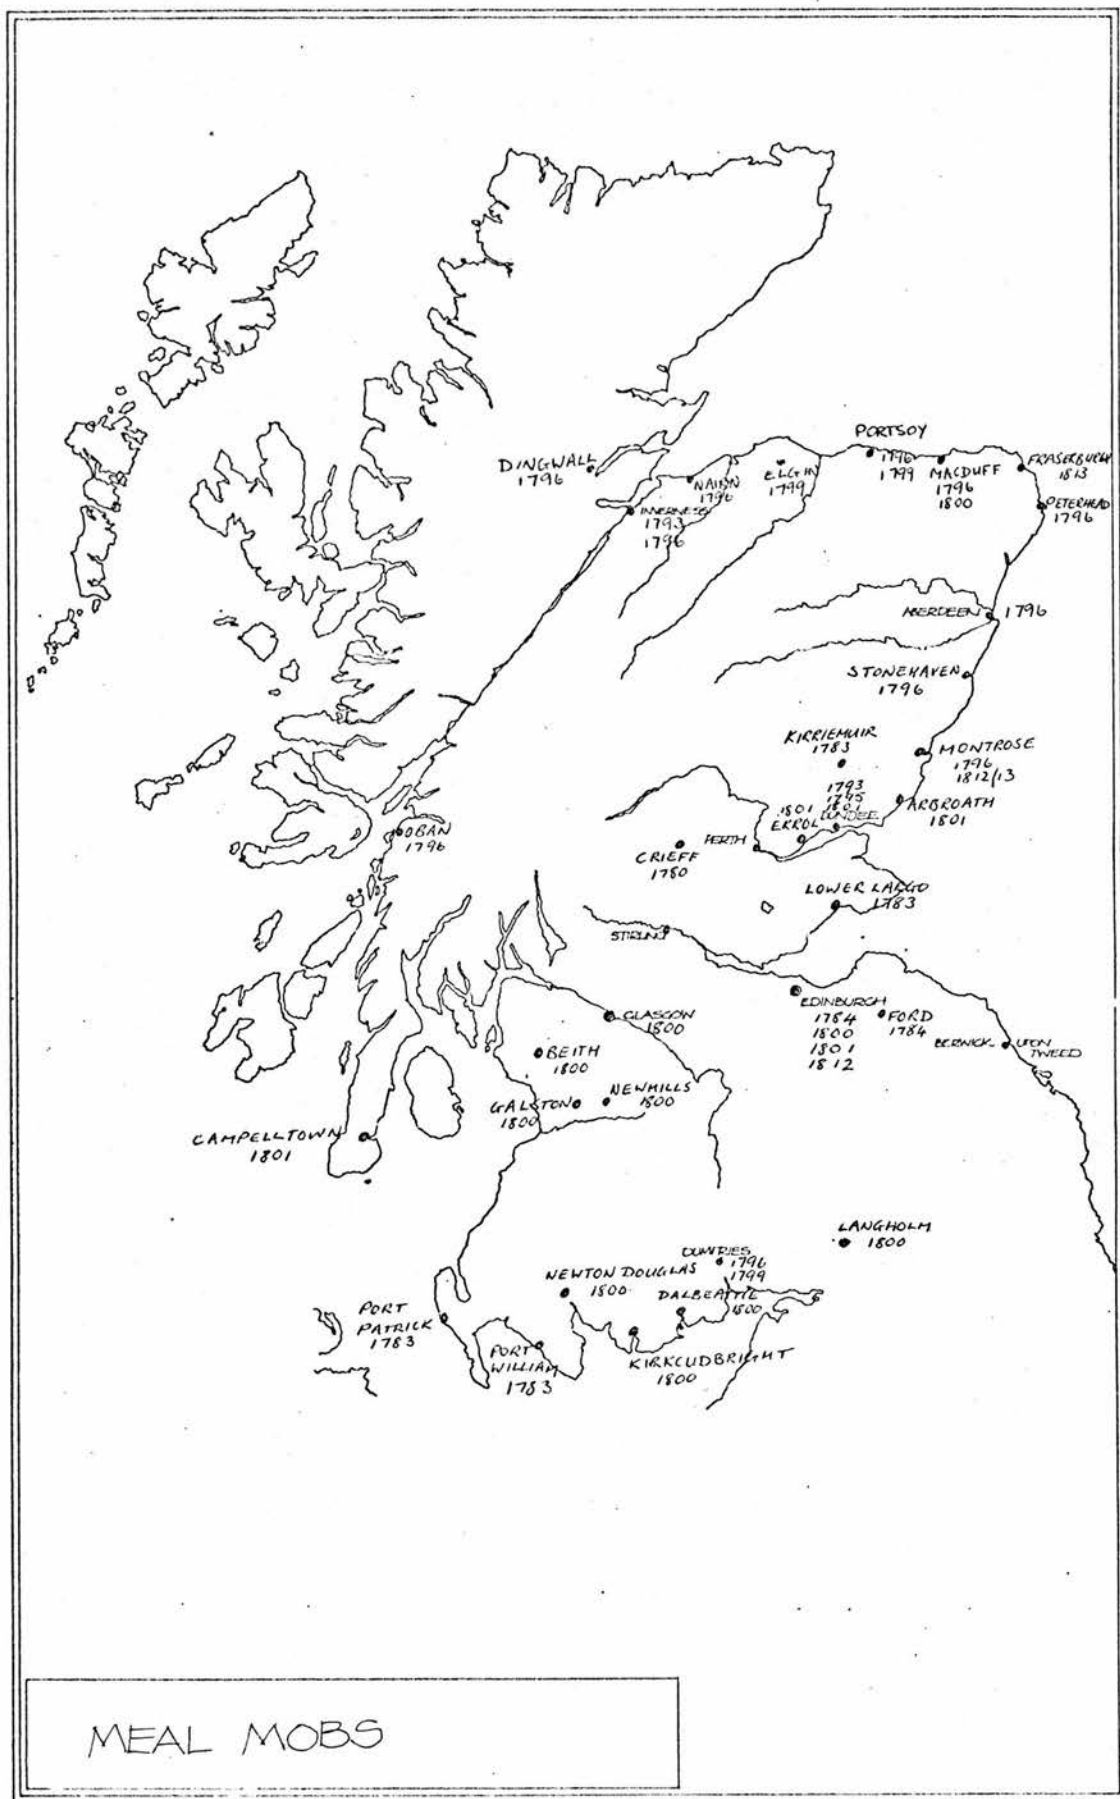 PORTSOY
1796
1799
DINGWALL
1796
NAIRN
1796
ELGIN
1799
MACDUFF
1796
1800
FRASERBURGH
1813
PETERHEAD
1796
INVERNESS
1793
1796
ABERDEEN 1796
STONEHAVEN
1796
KIRRIEMUIR
1783
MONTROSE
1796
1812/13
1793
1795
1801
DUNDEE
1801
ERROL
ARBROATH
1801
OBAN
1796
CRIEFF
1780
PERTH
LOWER LARGO
1783
STIRLING
EDINBURGH
1784
1800
1801
1812
FORD
1784
GLASGOW
1800
BERWICK UPON
TWEED
BEITH
1800
GALSTON
1800
NEWMILLS
1800
CAMPELLTOWN
1801
LANGHOLM
1800
DUMFRIES
1796
1799
NEWTON DOUGLAS
1800
DALBEATTIE
1800
PORT
PATRICK
1783
PORT
WILLIAM
1783
KIRKCUDBRIGHT
1800
MEAL MOBS